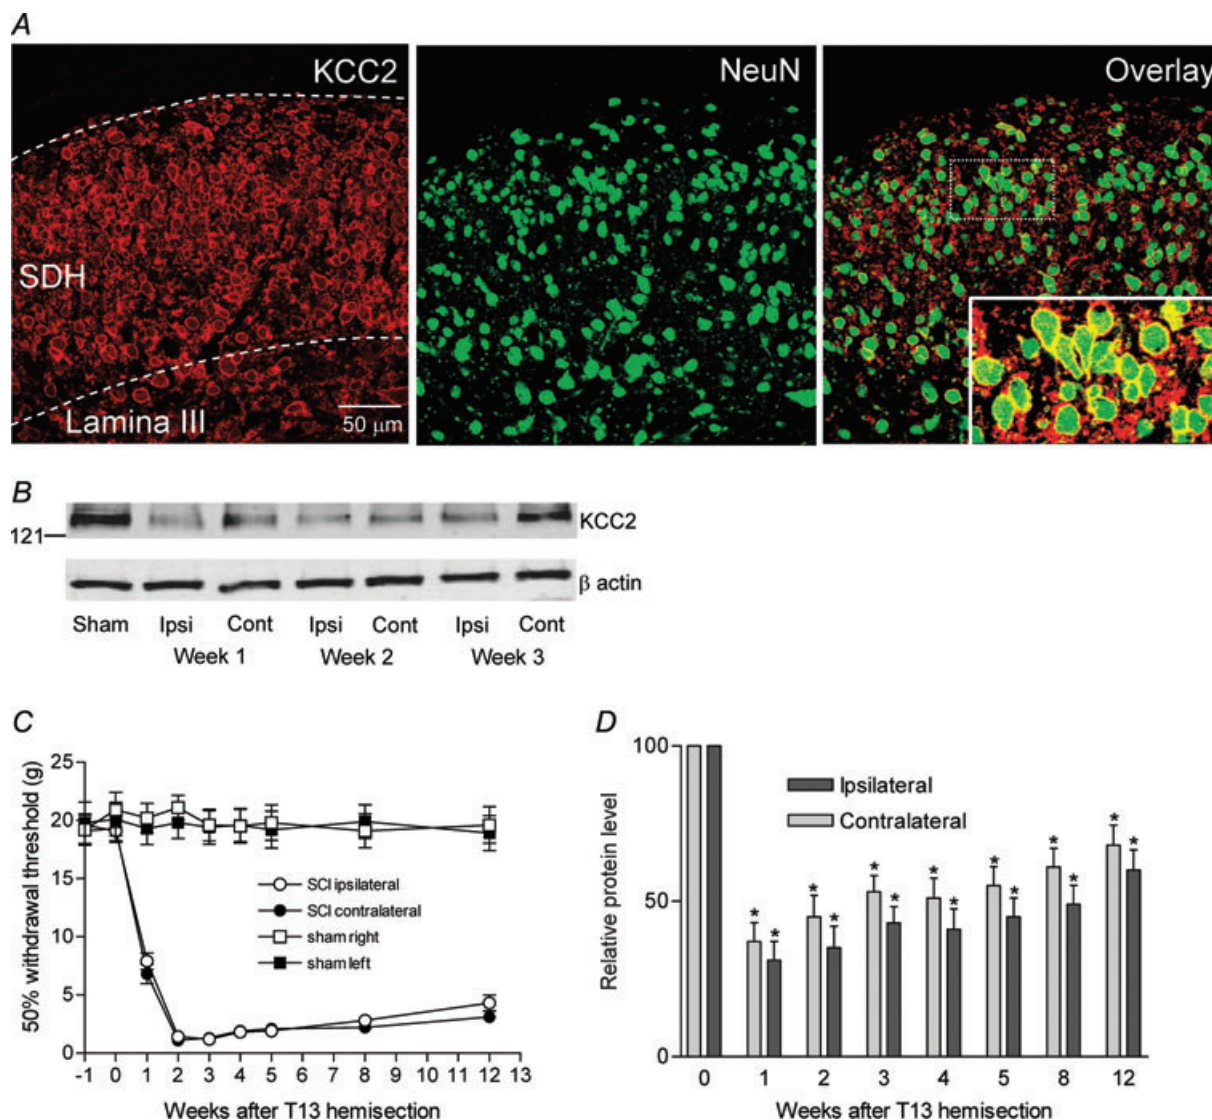 A
KCC2
NeuN
Overlay
SDH
Lamina III
50 μm
B
121
KCC2
β actin
Sham Ipsi Cont Ipsi Cont Ipsi Cont
Week 1 Week 2 Week 3
C
50% withdrawal threshold (g)
25
20
15
10
5
0
SCI ipsilateral
SCI contralateral
sham right
sham left
-1 0 1 2 3 4 5 6 7 8 9 10 11 12 13
Weeks after T13 hemisection
D
Relative protein level
100
50
0
Ipsilateral
Contralateral
* * * * * * * * * * * * * *
0 1 2 3 4 5 8 12
Weeks after T13 hemisection